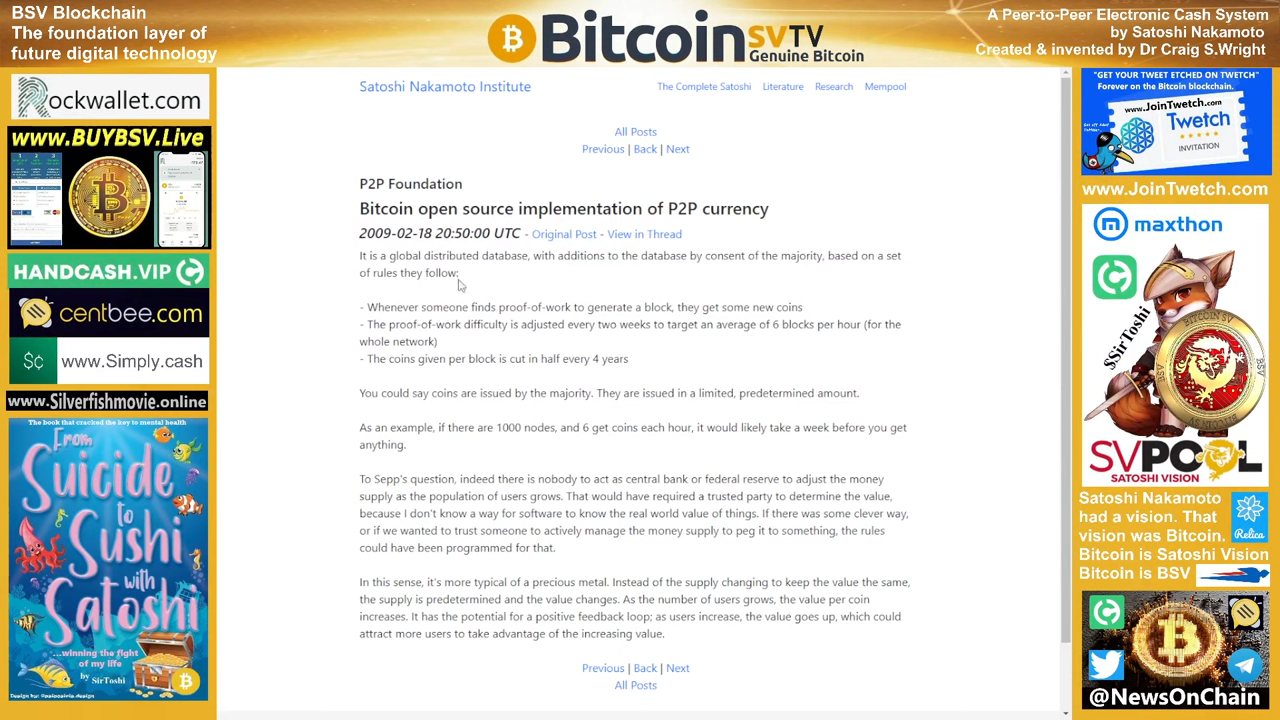 BSV Blockchain
The foundation layer of
future digital technology
Bitcoin SVTV
Genuine Bitcoin
A Peer-to-Peer Electronic Cash System
by Satoshi Nakamoto
Created & invented by Dr Craig S.Wright
Rockwallet.com
www.BUYBSV.Live
HANDCASH.VIP
centbee.com
$c www.Simply.cash
www.Silverfishmovie.online
The book that cracked the key to mental health
From
Suicide
to
Sushi
with
Satoshi
...winning the fight
of my life
by SirToshi
Satoshi Nakamoto Institute
The Complete Satoshi Literature Research Mempool
All Posts
Previous | Back | Next
P2P Foundation
Bitcoin open source implementation of P2P currency
2009-02-18 20:50:00 UTC - Original Post - View in Thread
It is a global distributed database, with additions to the database by consent of the majority, based on a set
of rules they follow:
- Whenever someone finds proof-of-work to generate a block, they get some new coins
- The proof-of-work difficulty is adjusted every two weeks to target an average of 6 blocks per hour (for the
whole network)
- The coins given per block is cut in half every 4 years
You could say coins are issued by the majority. They are issued in a limited, predetermined amount.
As an example, if there are 1000 nodes, and 6 get coins each hour, it would likely take a week before you get
anything.
To Sepp's question, indeed there is nobody to act as central bank or federal reserve to adjust the money
supply as the population of users grows. That would have required a trusted party to determine the value,
because I don't know a way for software to know the real world value of things. If there was some clever way,
or if we wanted to trust someone to actively manage the money supply to peg it to something, the rules
could have been programmed for that.
In this sense, it's more typical of a precious metal. Instead of the supply changing to keep the value the same,
the supply is predetermined and the value changes. As the number of users grows, the value per coin
increases. It has the potential for a positive feedback loop; as users increase, the value goes up, which could
attract more users to take advantage of the increasing value.
Previous | Back | Next
All Posts
"GET YOUR TWEET ETCHED ON TWETCH"
Forever on the Bitcoin blockchain.
www.JoinTwetch.com
Twetch
INVITATION
www.JoinTwetch.com
maxthon
$SirToshi
BITCOIN SV
BSV
SVPOOL
SATOSHI VISION
Satoshi Nakamoto
had a vision. That
vision was Bitcoin.
Relica
Bitcoin is Satoshi Vision
Bitcoin is BSV
@NewsOnChain